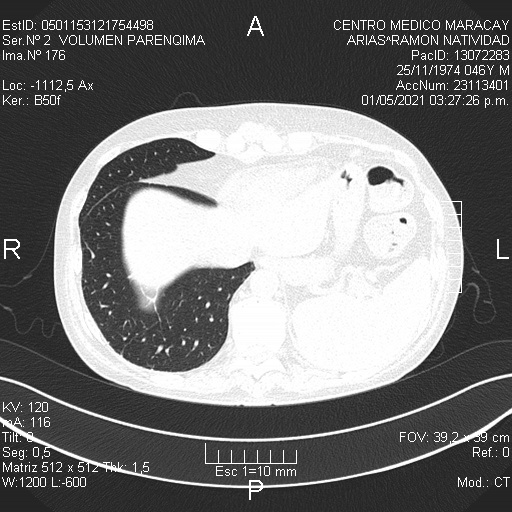 EstID: 0501153121754498
Ser.Nº 2 VOLUMEN PARENQIMA
Ima.Nº 176
Loc: -1112,5 Ax
Ker.: B50f
A
CENTRO MEDICO MARACAY
ARIAS^RAMON NATIVIDAD
PacID: 13072283
25/11/1974 046Y M
AccNum: 23113401
01/05/2021 03:27:26 p.m.
R
L
KV: 120
mA: 116
Tilt: 0
Seg: 0,5
Matriz 512 x 512 Thk: 1,5
W:1200 L:-600
Esc 1=10 mm
P
FOV: 39,2 x 39 cm
Ref.: 0
Mod.: CT